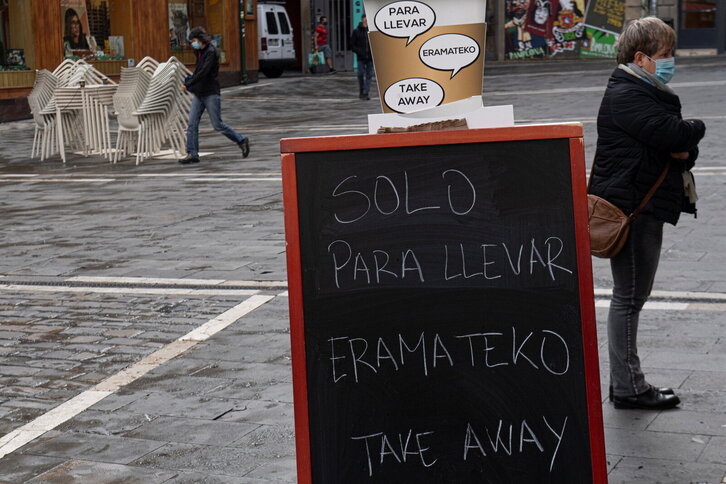 PARA
LLEVAR
ERAMATEKO
TAKE
AWAY
SOLO
PARA LLEVAR
ERAMATEKO
TAKE AWAY